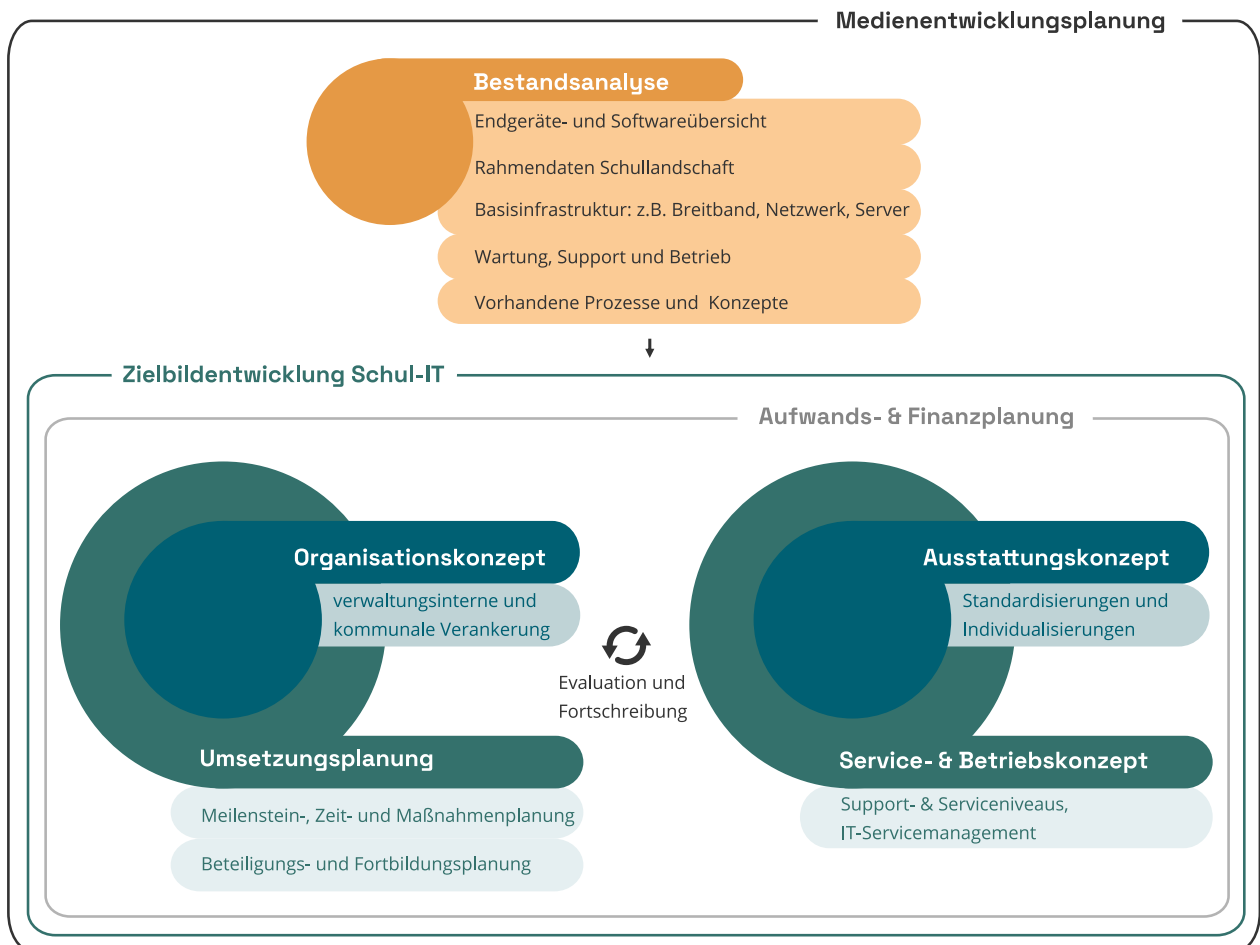 Medienentwicklungsplanung
Bestandsanalyse
Endgeräte- und Softwareübersicht
Rahmendaten Schullandschaft
Basisinfrastruktur: z.B. Breitband, Netzwerk, Server
Wartung, Support und Betrieb
Vorhandene Prozesse und Konzepte
Zielbildentwicklung Schul-IT
Aufwands- & Finanzplanung
Organisationskonzept
verwaltungsinterne und
kommunale Verankerung
Umsetzungsplanung
Meilenstein-, Zeit- und Maßnahmenplanung
Beteiligungs- und Fortbildungsplanung
Evaluation und
Fortschreibung
Ausstattungskonzept
Standardisierungen und
Individualisierungen
Service- & Betriebskonzept
Support- & Serviceniveaus,
IT-Servicemanagement